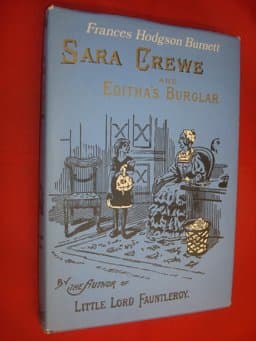 Frances Hodgson Burnett
SARA CREWE
AND
EDITHA'S BURGLAR
BY THE AUTHOR OF
LITTLE LORD FAUNTLEROY.